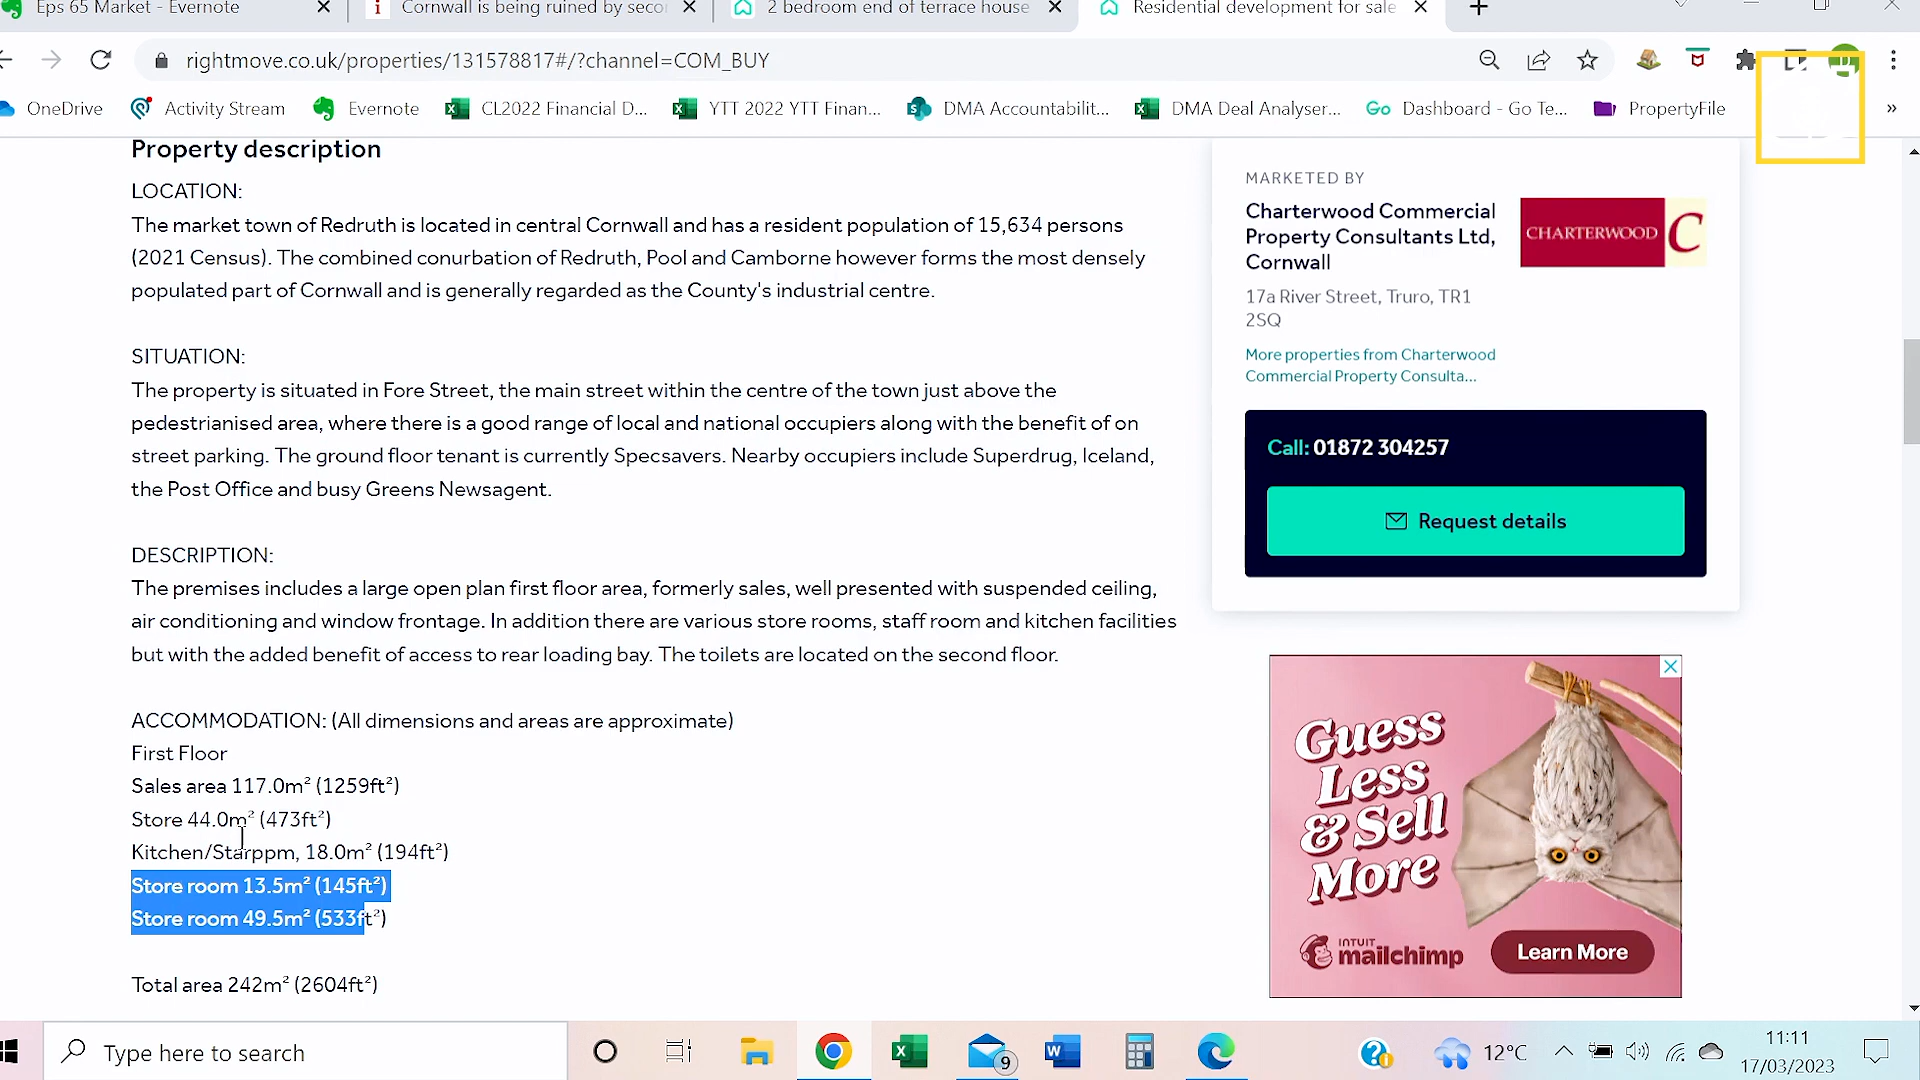 Eps 65 Market - Evernote
Cornwall is being ruined by seco
2 bedroom end of terrace house
Residential development for sale
rightmove.co.uk/properties/131578817#/?channel=COM_BUY
OneDrive
Activity Stream
Evernote
CL2022 Financial D...
YTT 2022 YTT Finan...
DMA Accountabilit...
DMA Deal Analyser...
Go Dashboard - Go Te...
PropertyFile
»
Property description
LOCATION:
The market town of Redruth is located in central Cornwall and has a resident population of 15,634 persons
(2021 Census). The combined conurbation of Redruth, Pool and Camborne however forms the most densely
populated part of Cornwall and is generally regarded as the County's industrial centre.
SITUATION:
The property is situated in Fore Street, the main street within the centre of the town just above the
pedestrianised area, where there is a good range of local and national occupiers along with the benefit of on
street parking. The ground floor tenant is currently Specsavers. Nearby occupiers include Superdrug, Iceland,
the Post Office and busy Greens Newsagent.
DESCRIPTION:
The premises includes a large open plan first floor area, formerly sales, well presented with suspended ceiling,
air conditioning and window frontage. In addition there are various store rooms, staff room and kitchen facilities
but with the added benefit of access to rear loading bay. The toilets are located on the second floor.
ACCOMMODATION: (All dimensions and areas are approximate)
First Floor
Sales area 117.0m² (1259ft²)
Store 44.0m² (473ft²)
Kitchen/Starppm, 18.0m² (194ft²)
Store room 13.5m² (145ft²)
Store room 49.5m² (533ft²)
Total area 242m² (2604ft²)
MARKETED BY
Charterwood Commercial
Property Consultants Ltd,
Cornwall
CHARTERWOOD C
17a River Street, Truro, TR1
2SQ
More properties from Charterwood
Commercial Property Consulta...
Call: 01872 304257
Request details
Guess
Less
& Sell
More
INTUIT
mailchimp
Learn More
Type here to search
9
12°C
11:11
17/03/2023